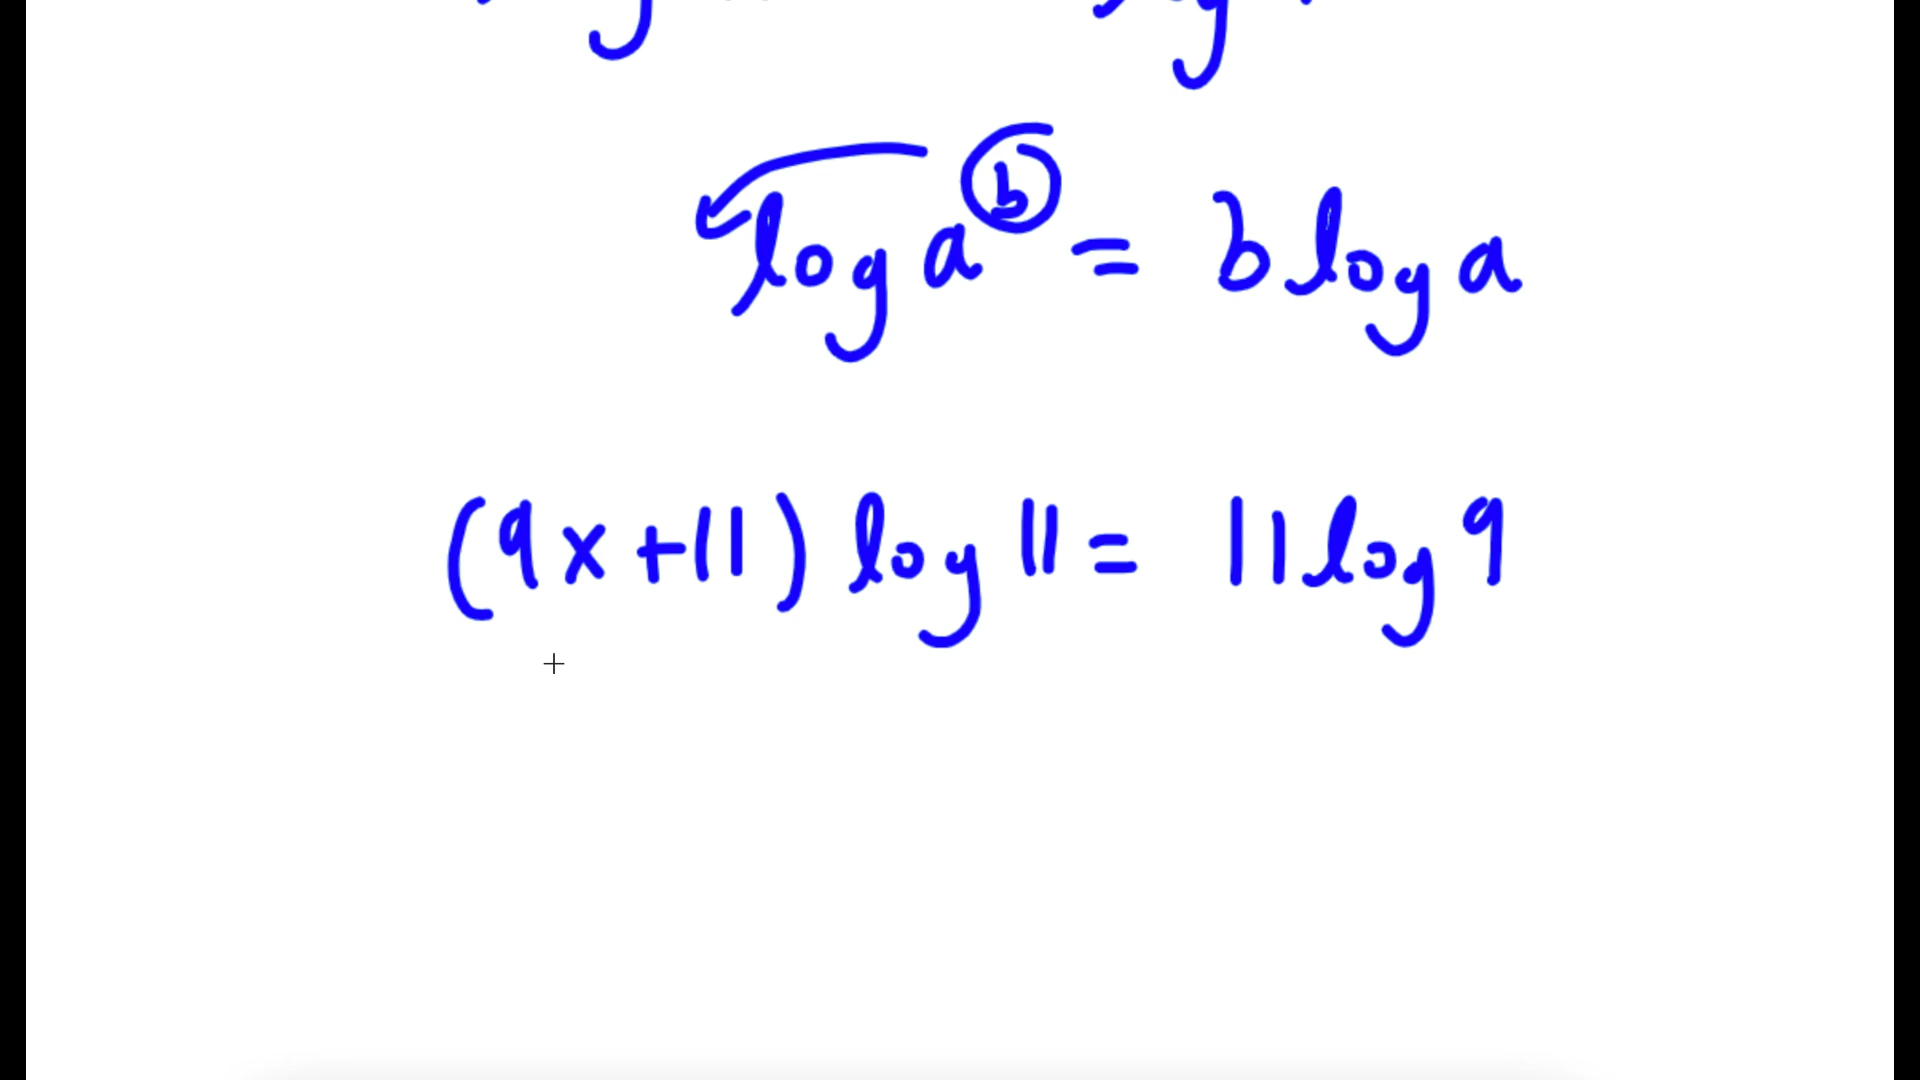 log a^b = b log a
(9x+11) log 11 = 11 log 9